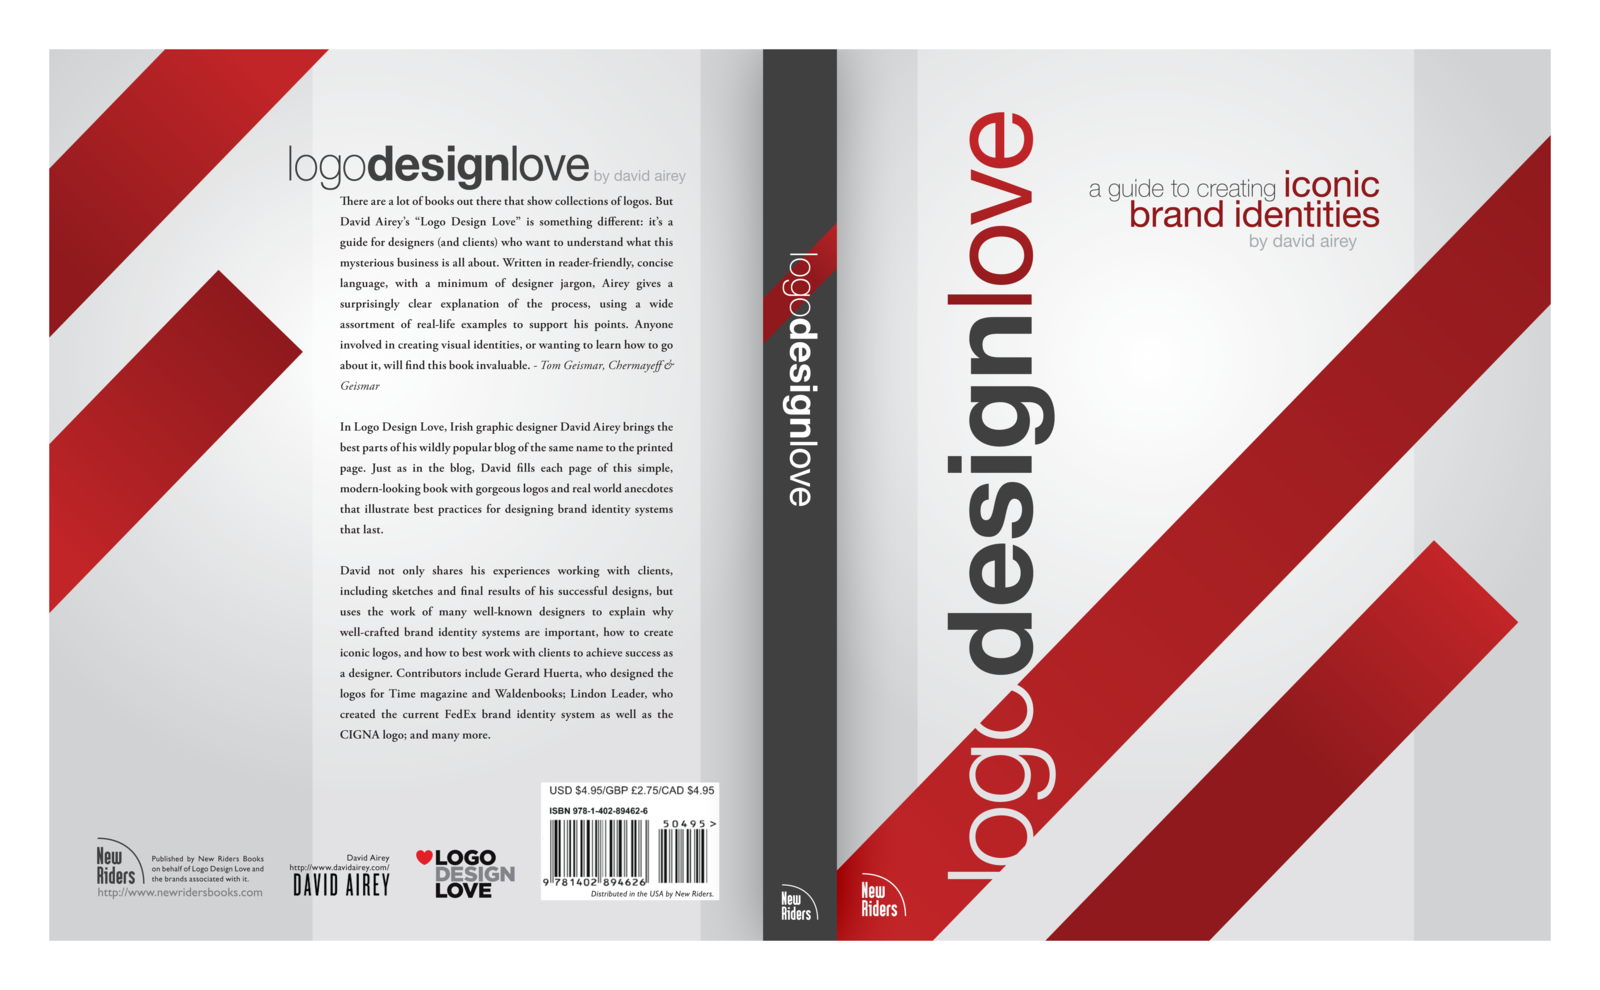 logodesignlove by david airey
There are a lot of books out there that show collections of logos. But
David Airey's “Logo Design Love” is something different: it's a
guide for designers (and clients) who want to understand what this
mysterious business is all about. Written in reader-friendly, concise
language, with a minimum of designer jargon, Airey gives a
surprisingly clear explanation of the process, using a wide
assortment of real-life examples to support his points. Anyone
involved in creating visual identities, or wanting to learn how to go
about it, will find this book invaluable. - Tom Geismar, Chermayeff &
Geismar
In Logo Design Love, Irish graphic designer David Airey brings the
best parts of his wildly popular blog of the same name to the printed
page. Just as in the blog, David fills each page of this simple,
modern-looking book with gorgeous logos and real world anecdotes
that illustrate best practices for designing brand identity systems
that last.
David not only shares his experiences working with clients,
including sketches and final results of his successful designs, but
uses the work of many well-known designers to explain why
well-crafted brand identity systems are important, how to create
iconic logos, and how to best work with clients to achieve success as
a designer. Contributors include Gerard Huerta, who designed the
logos for Time magazine and Waldenbooks; Lindon Leader, who
created the current FedEx brand identity system as well as the
CIGNA logo; and many more.
New
Riders
Published by New Riders Books
on behalf of Logo Design Love and
the brands associated with it.
http://www.newridersbooks.com
David Airey
http://www.davidairey.com/
DAVID AIREY
LOGO
DESIGN
LOVE
USD $4.95/GBP £2.75/CAD $4.95
ISBN 978-1-402-89462-6
50495 >
9 781402 894626
Distributed in the USA by New Riders.
logodesignlove
New
Riders
logodesignlove
a guide to creating iconic
brand identities
by david airey
New
Riders